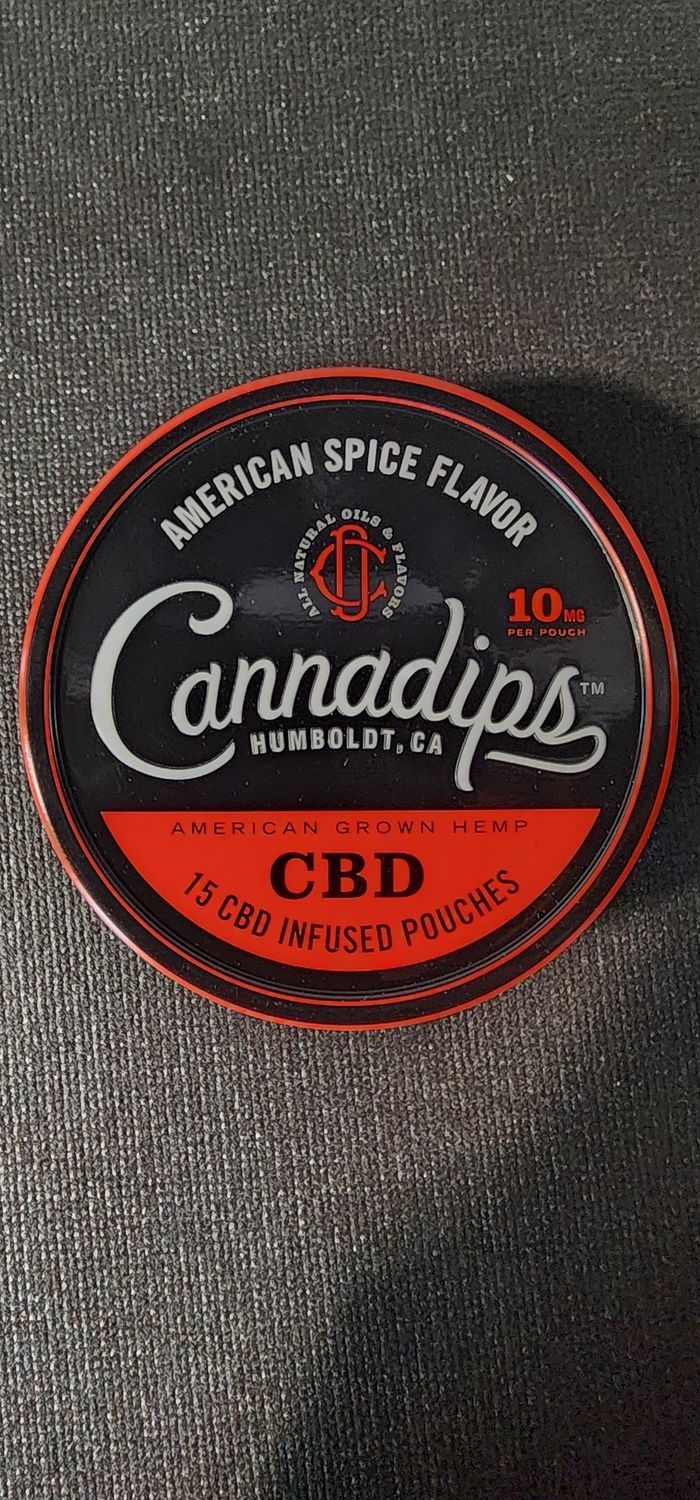 AMERICAN SPICE FLAVOR
ALL NATURAL OILS & FLAVORS
10MG
PER POUCH
Cannadips™
HUMBOLDT, CA
AMERICAN GROWN HEMP
CBD
15 CBD INFUSED POUCHES